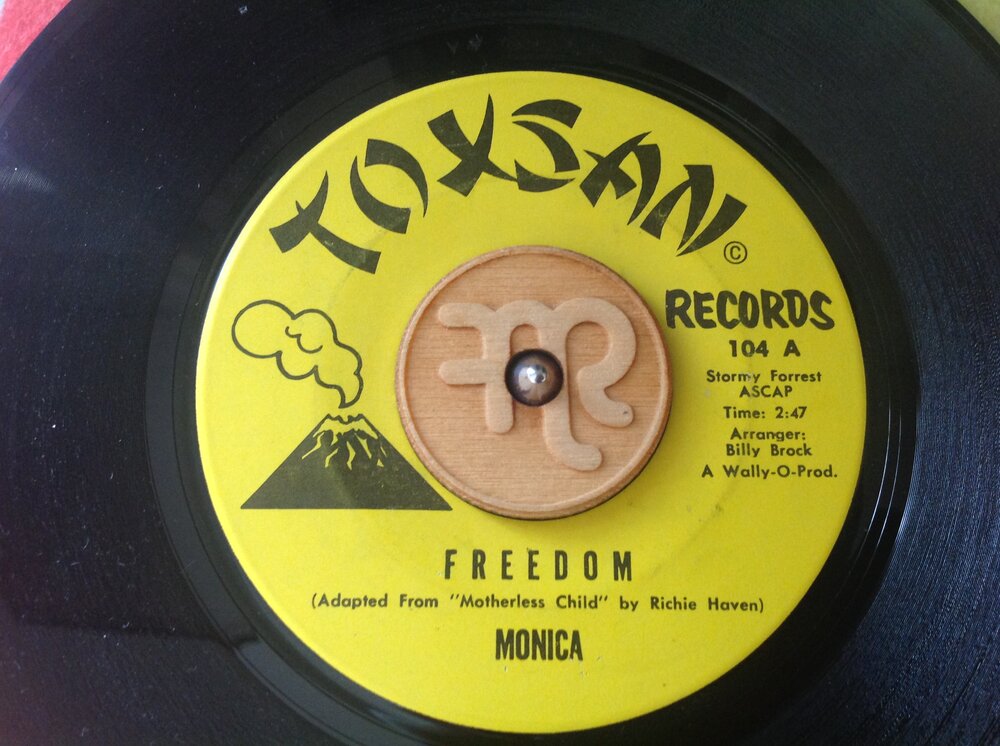 TOXSAN ©
RECORDS
104 A
Stormy Forrest
ASCAP
Time: 2:47
Arranger:
Billy Brock
A Wally-O-Prod.
FREEDOM
(Adapted From "Motherless Child" by Richie Haven)
MONICA